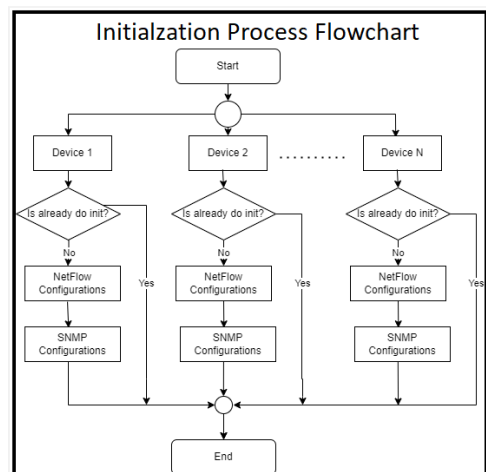 Initialzation Process Flowchart
Start
Device 1
Device 2
..........
Device N
Is already do init?
Is already do init?
Is already do init?
No
No
No
Yes
Yes
Yes
NetFlow
Configurations
NetFlow
Configurations
NetFlow
Configurations
SNMP
Configurations
SNMP
Configurations
SNMP
Configurations
End